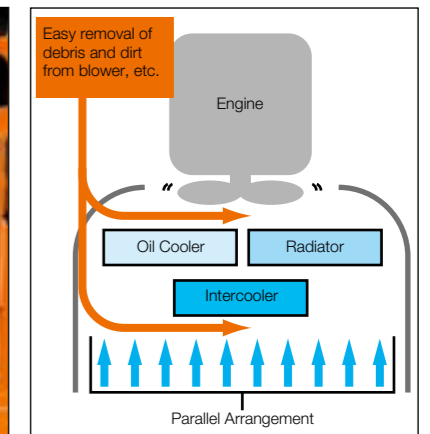 Easy removal of
debris and dirt
from blower, etc.
Engine
Oil Cooler
Radiator
Intercooler
Parallel Arrangement